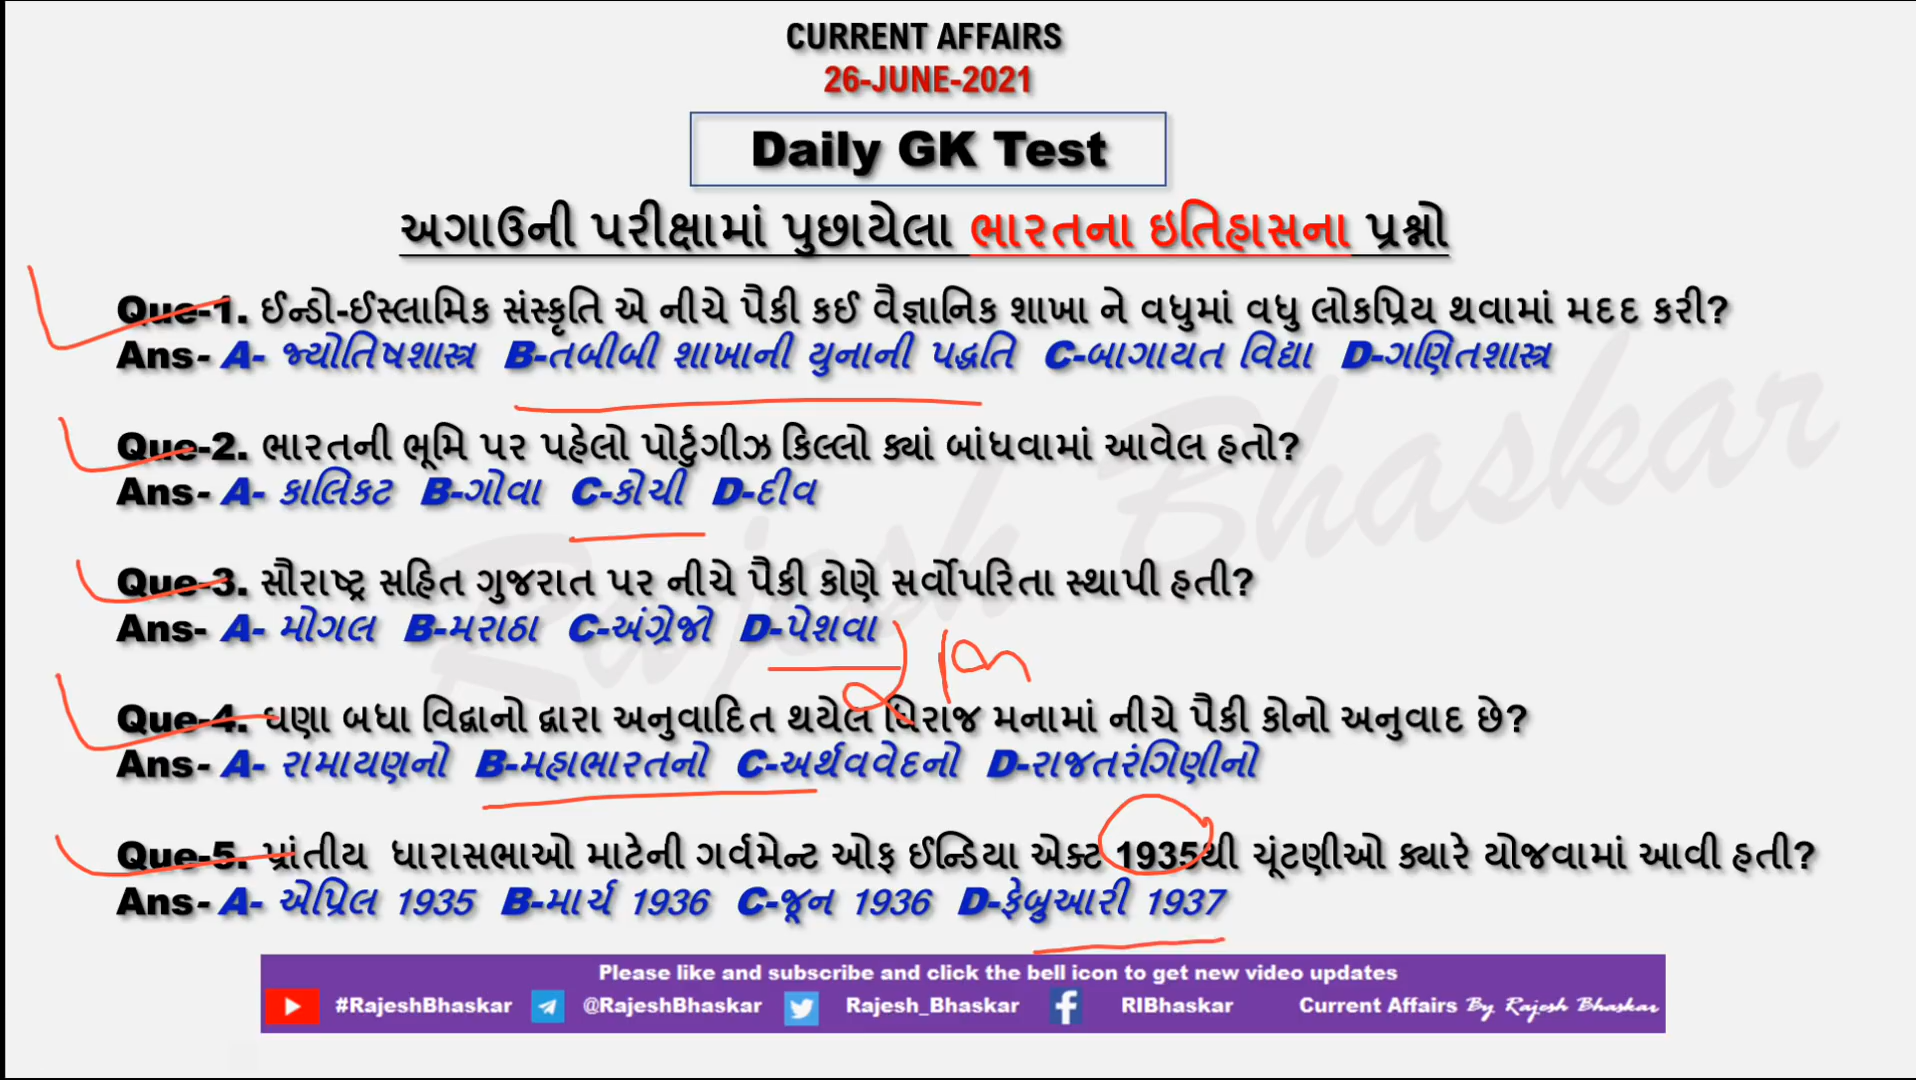 CURRENT AFFAIRS
26-JUNE-2021
Daily GK Test
અગાઉની પરીક્ષામાં પુછાયેલા ભારતના ઇતિહાસના પ્રશ્નો
Que-1. ઈન્ડો-ઈસ્લામિક સંસ્કૃતિ એ નીચે પૈકી કઈ વૈજ્ઞાનિક શાખા ને વધુમાં વધુ લોકપ્રિય થવામાં મદદ કરી?
Ans- A- જ્યોતિષશાસ્ત્ર B-તબીબી શાખાની યુનાની પદ્ધતિ C-બાગાયત વિદ્યા D-ગણિતશાસ્ત્ર
Que-2. ભારતની ભૂમિ પર પહેલો પોર્ટુગીઝ કિલ્લો ક્યાં બાંધવામાં આવેલ હતો?
Ans- A- કાલિકટ B-ગોવા C-કોચી D-દીવ
Que-3. સૌરાષ્ટ્ર સહિત ગુજરાત પર નીચે પૈકી કોણે સર્વોપરિતા સ્થાપી હતી?
Ans- A- મોગલ B-મરાઠા C-અંગ્રેજો D-પેશવા
Que-4. ઘણા બધા વિદ્વાનો દ્વારા અનુવાદિત થયેલ ધિરાજ મનામાં નીચે પૈકી કોનો અનુવાદ છે?
Ans- A- રામાયણનો B-મહાભારતનો C-અર્થવવેદનો D-રાજતરંગિણીનો
Que-5. પ્રાંતીય ધારાસભાઓ માટેની ગર્વમેન્ટ ઓફ ઈન્ડિયા એક્ટ 1935થી ચૂંટણીઓ ક્યારે યોજવામાં આવી હતી?
Ans- A- એપ્રિલ 1935 B-માર્ચ 1936 C-જૂન 1936 D-ફેબ્રુઆરી 1937
Please like and subscribe and click the bell icon to get new video updates
#RajeshBhaskar @RajeshBhaskar Rajesh_Bhaskar RIBhaskar Current Affairs By Rajesh Bhaskar
Rajesh Bhaskar